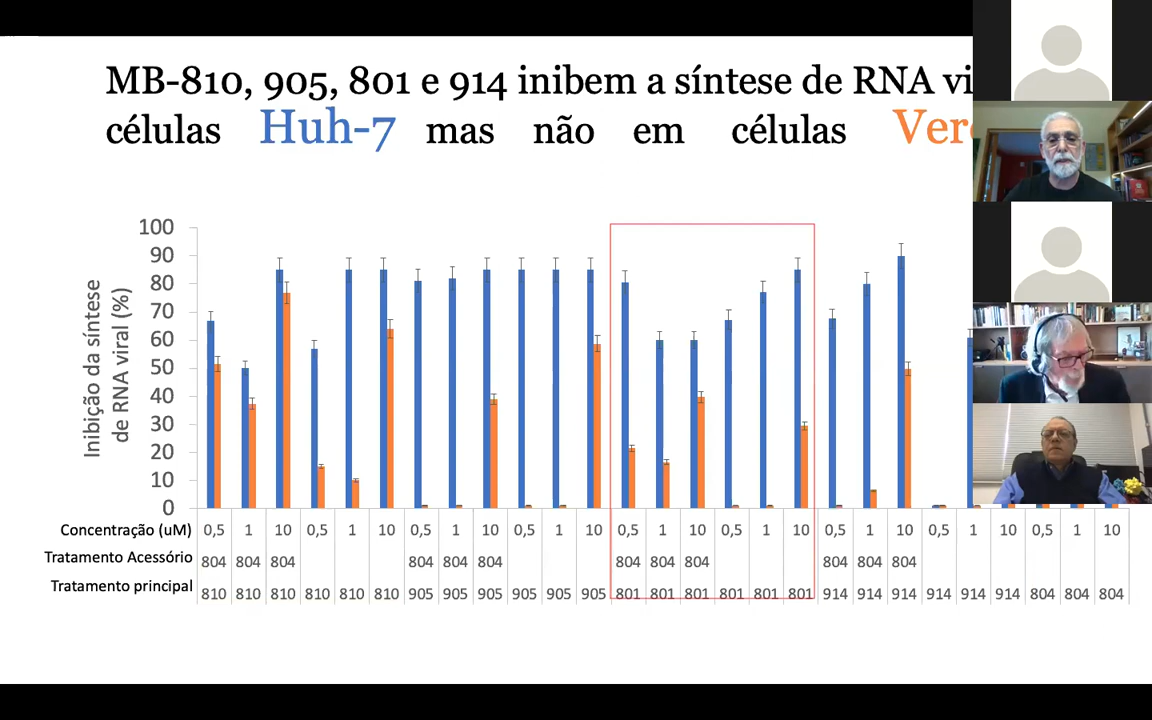 MB-810, 905, 801 e 914 inibem a síntese de RNA
células Huh-7 mas não em células
Inibição da síntese
de RNA viral (%)
100
90
80
70
60
50
40
30
20
10
0
Concentração (uM) 0,5 1 10 0,5 1 10 0,5 1 10 0,5 1 10 0,5 1 10 0,5 1 10 0,5 1 10 0,5 1 10 0,5 1 10
Tratamento Acessório 804 804 804 804 804 804 804 804 804 804 804 804
Tratamento principal 810 810 810 810 810 810 905 905 905 905 905 905 801 801 801 801 801 801 914 914 914 914 914 914 804 804 804